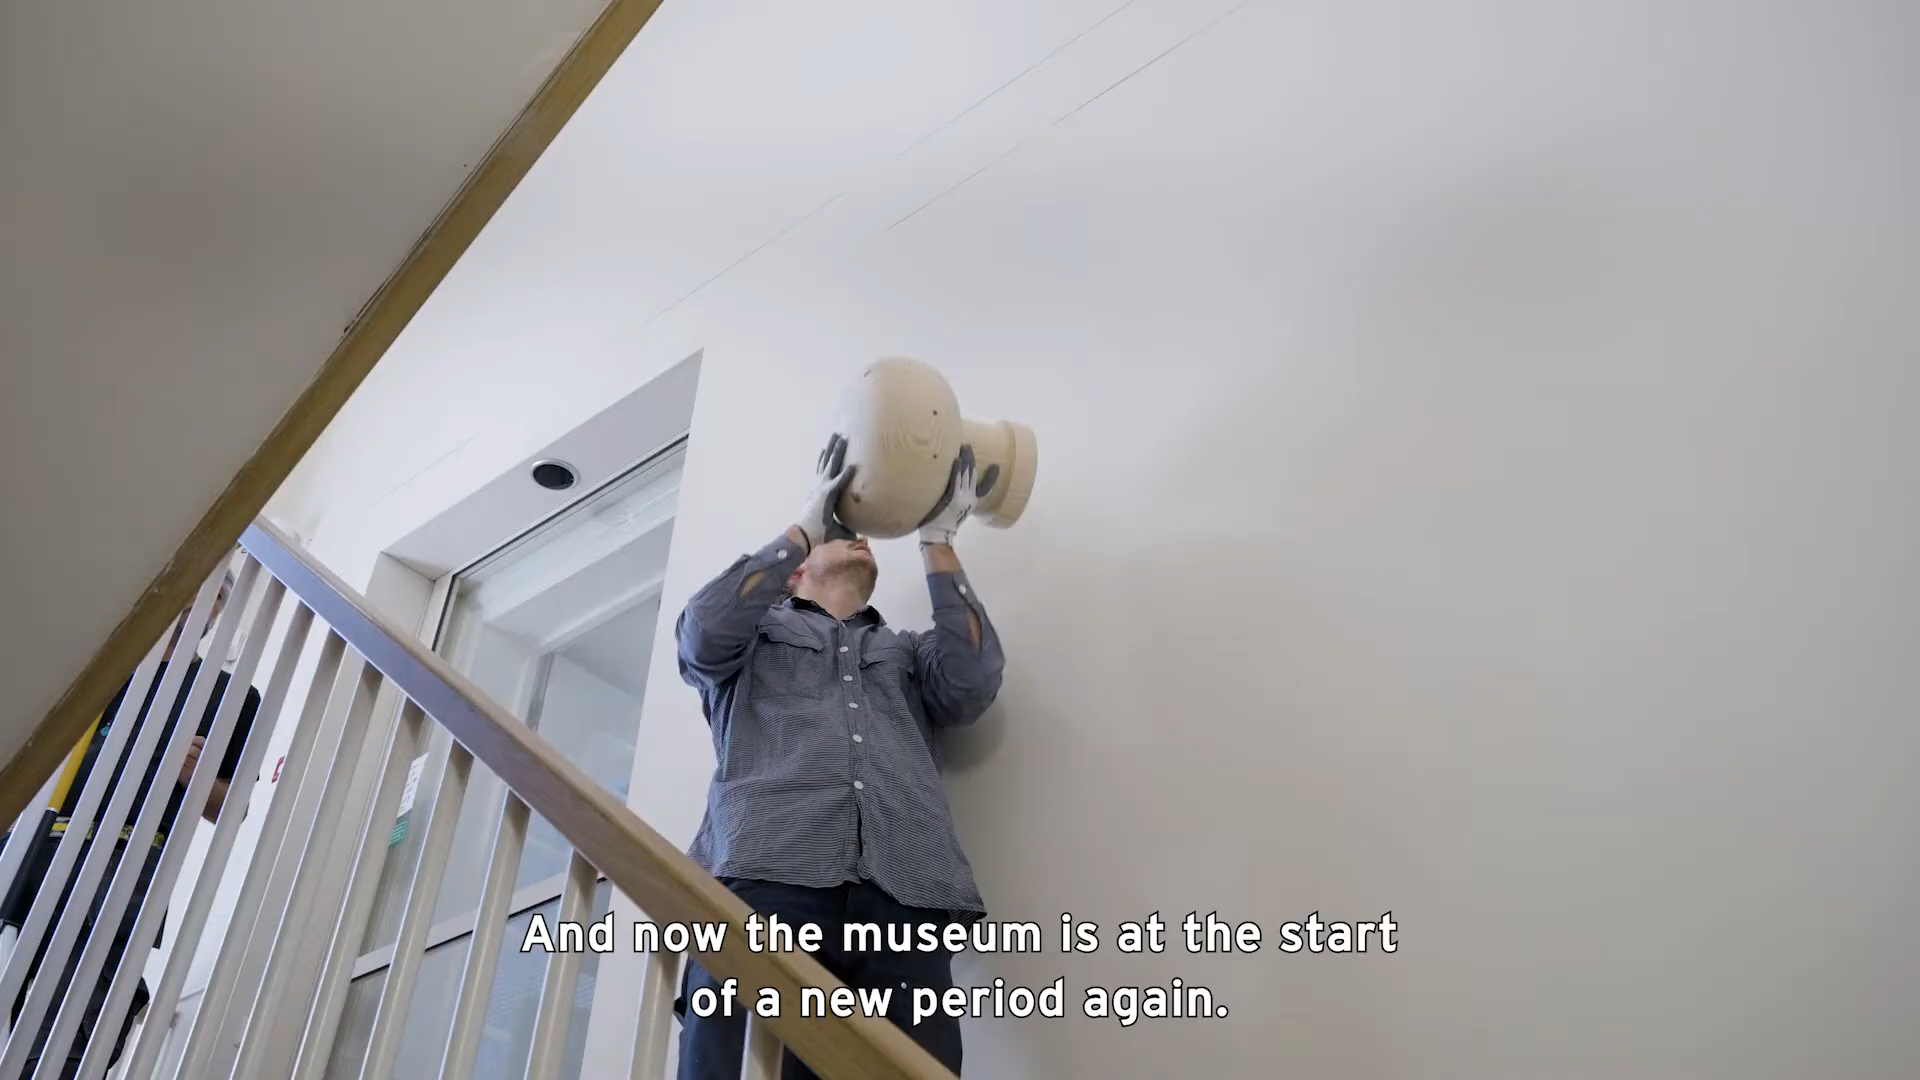 And now the museum is at the start
of a new period again.